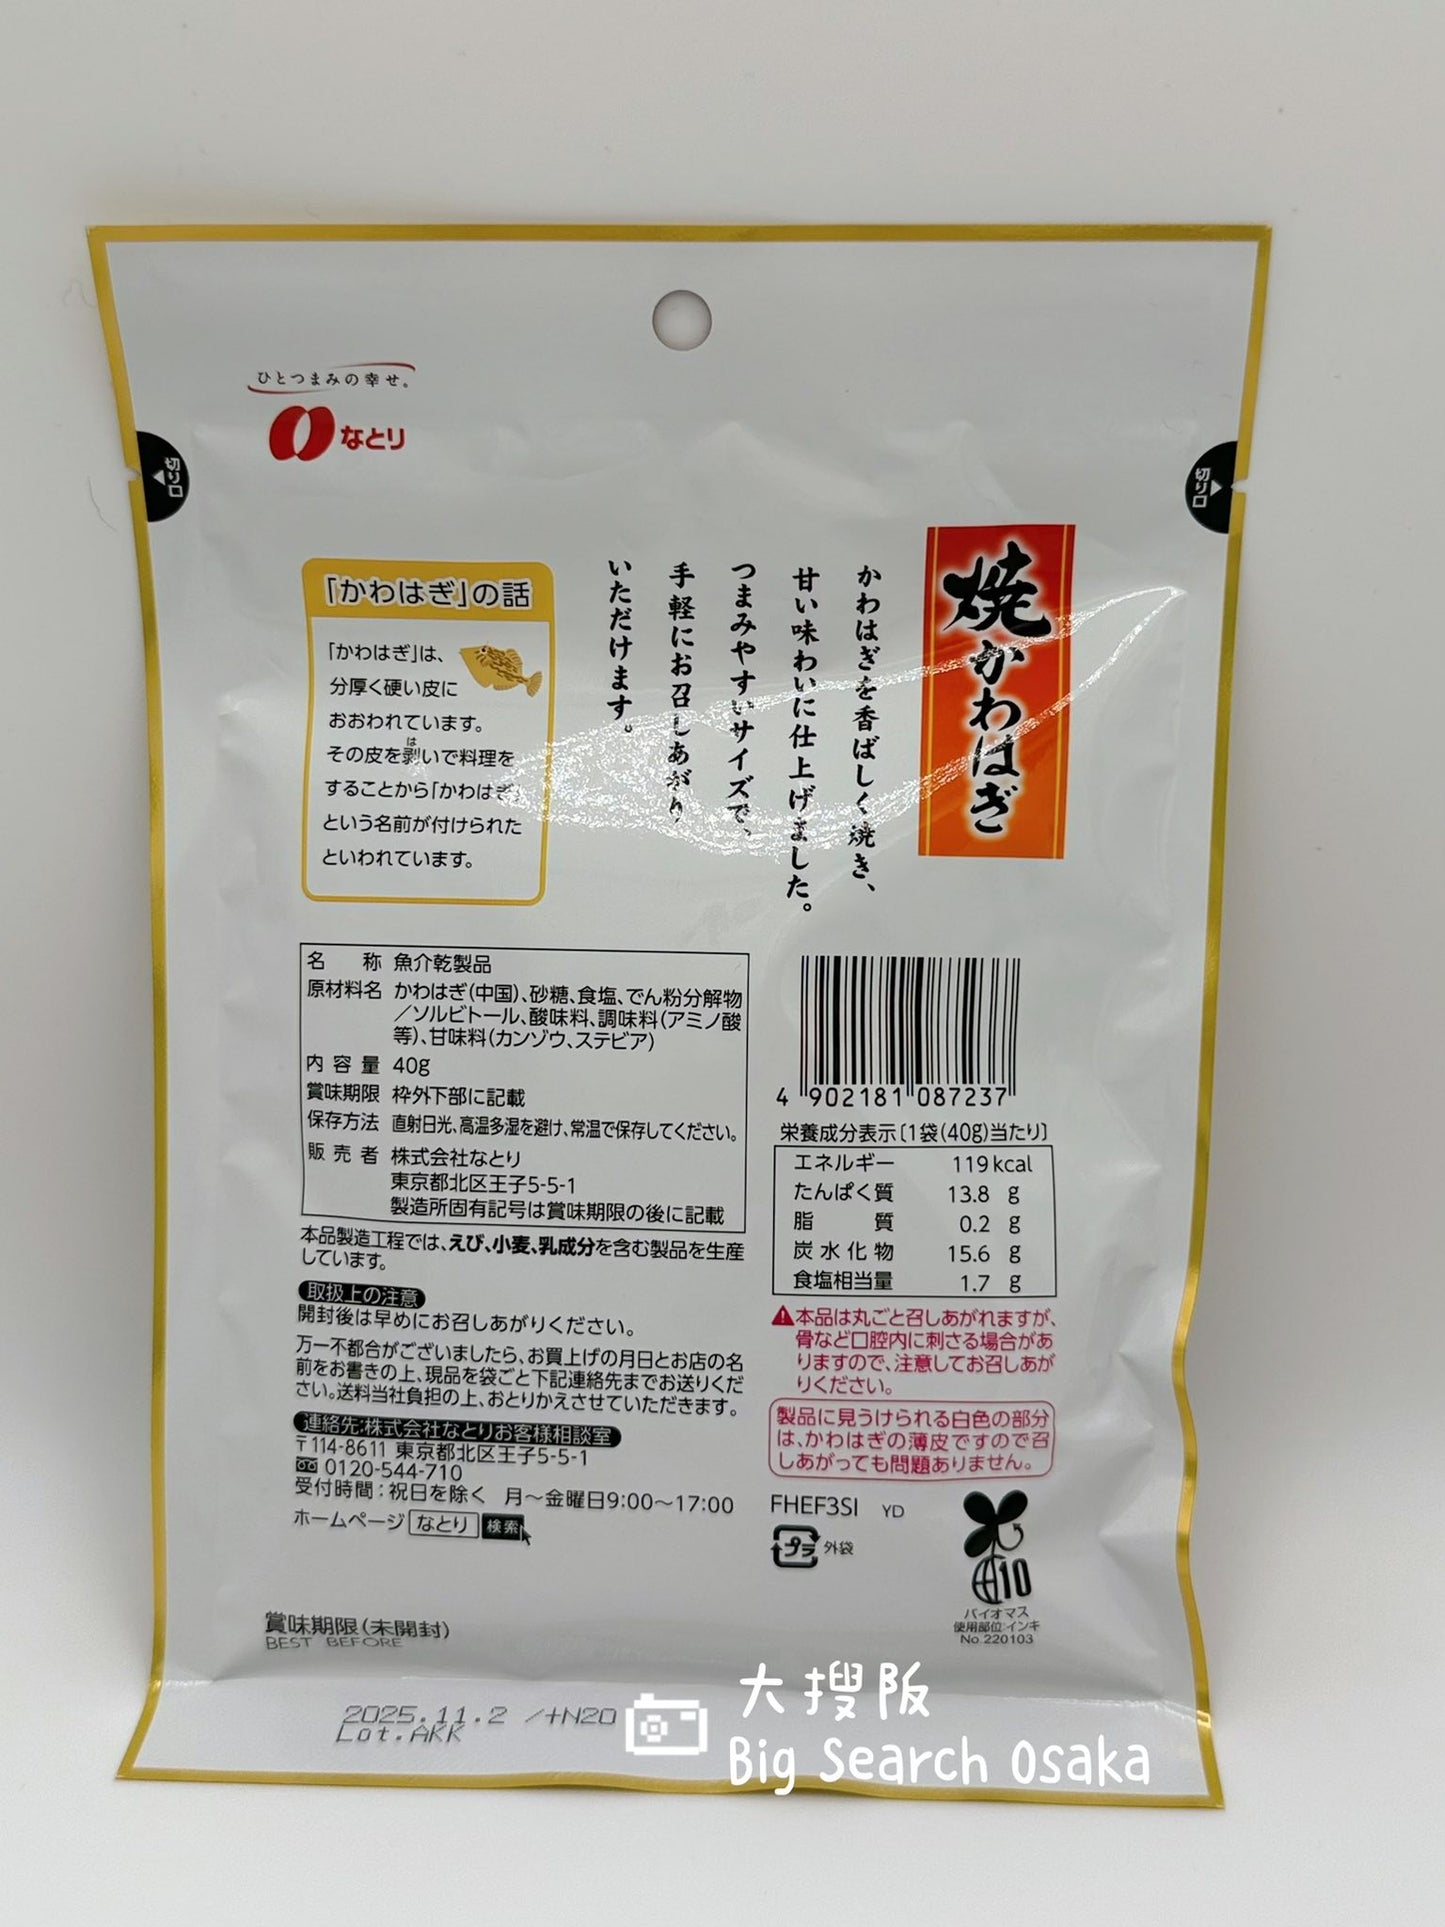 ひとつまみの幸せ。
なとり
切り口
切り口
焼かわはぎ
かわはぎを香ばしく焼き、
甘い味わいに仕上げました。
つまみやすいサイズで、
手軽にお召しあがり
いただけます。
「かわはぎ」の話
「かわはぎ」は、
分厚く硬い皮に
おおわれています。
は
その皮を剥いで料理を
することから「かわはぎ」
という名前が付けられた
といわれています。
名称 魚介乾製品
原材料名 かわはぎ(中国)、砂糖、食塩、でん粉分解物
/ソルビトール、酸味料、調味料(アミノ酸
等)、甘味料(カンゾウ、ステビア)
内容量 40g
賞味期限 枠外下部に記載
保存方法 直射日光、高温多湿を避け、常温で保存してください。
販売者 株式会社なとり
東京都北区王子5-5-1
製造所固有記号は賞味期限の後に記載
本品製造工程では、えび、小麦、乳成分を含む製品を生産
しています。
取扱上の注意
開封後は早めにお召しあがりください。
万一不都合がございましたら、お買上げの月日とお店の名
前をお書きの上、現品を袋ごと下記連絡先までお送りくだ
さい。送料当社負担の上、おとりかえさせていただきます。
連絡先:株式会社なとりお客様相談室
〒114-8611 東京都北区王子5-5-1
0120-544-710
受付時間:祝日を除く 月~金曜日9:00~17:00
ホームページ なとり 検索
4 902181 087237
栄養成分表示〔1袋(40g)当たり〕
エネルギー 119kcal
たんぱく質 13.8 g
脂質 0.2 g
炭水化物 15.6 g
食塩相当量 1.7 g
本品は丸ごと召しあがれますが、
骨など口腔内に刺さる場合があ
りますので、注意してお召しあが
りください。
製品に見うけられる白色の部分
は、かわはぎの薄皮ですので召
しあがっても問題ありません。
FHEF3SI YD
プラ 外袋
10
バイオマス
使用部位:インキ
No.220103
賞味期限(未開封)
BEST BEFORE
2025.11.2 /+N20
Lot.AKK
大搜阪
Big Search Osaka